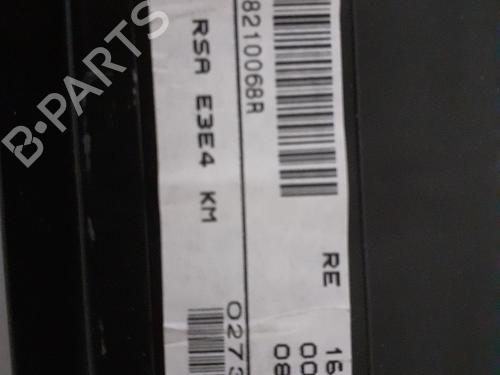 B-PARTS
8210068R
RSA E3E4 KM
RE
0273
16
00
08